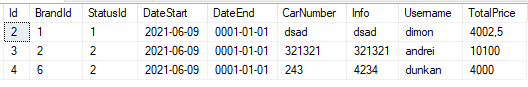 Id BrandId StatusId DateStart DateEnd CarNumber Info Username TotalPrice
2 1 1 2021-06-09 0001-01-01 dsad dsad dimon 4002,5
3 2 2 2021-06-09 0001-01-01 321321 321321 andrei 10100
4 6 2 2021-06-09 0001-01-01 243 4234 dunkan 4000